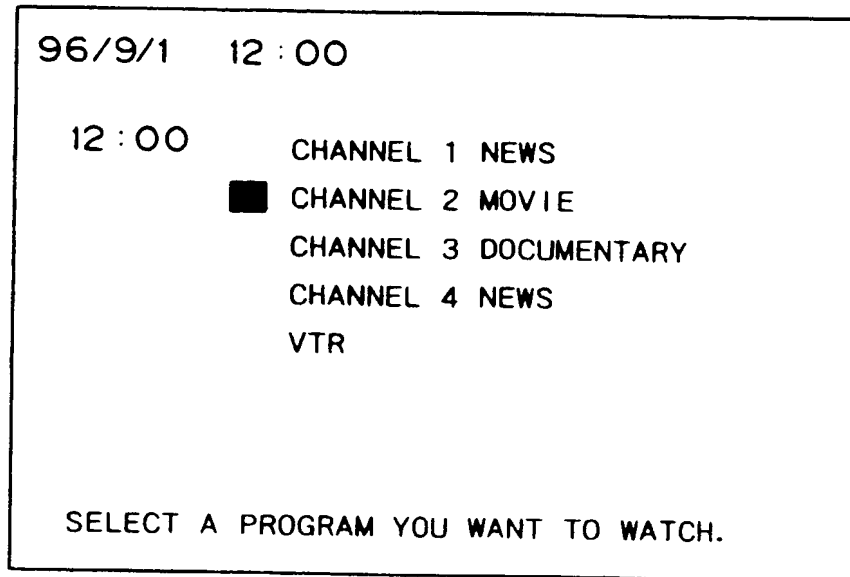 96/9/1 12:00
12:00
CHANNEL 1 NEWS
CHANNEL 2 MOVIE
CHANNEL 3 DOCUMENTARY
CHANNEL 4 NEWS
VTR
SELECT A PROGRAM YOU WANT TO WATCH.